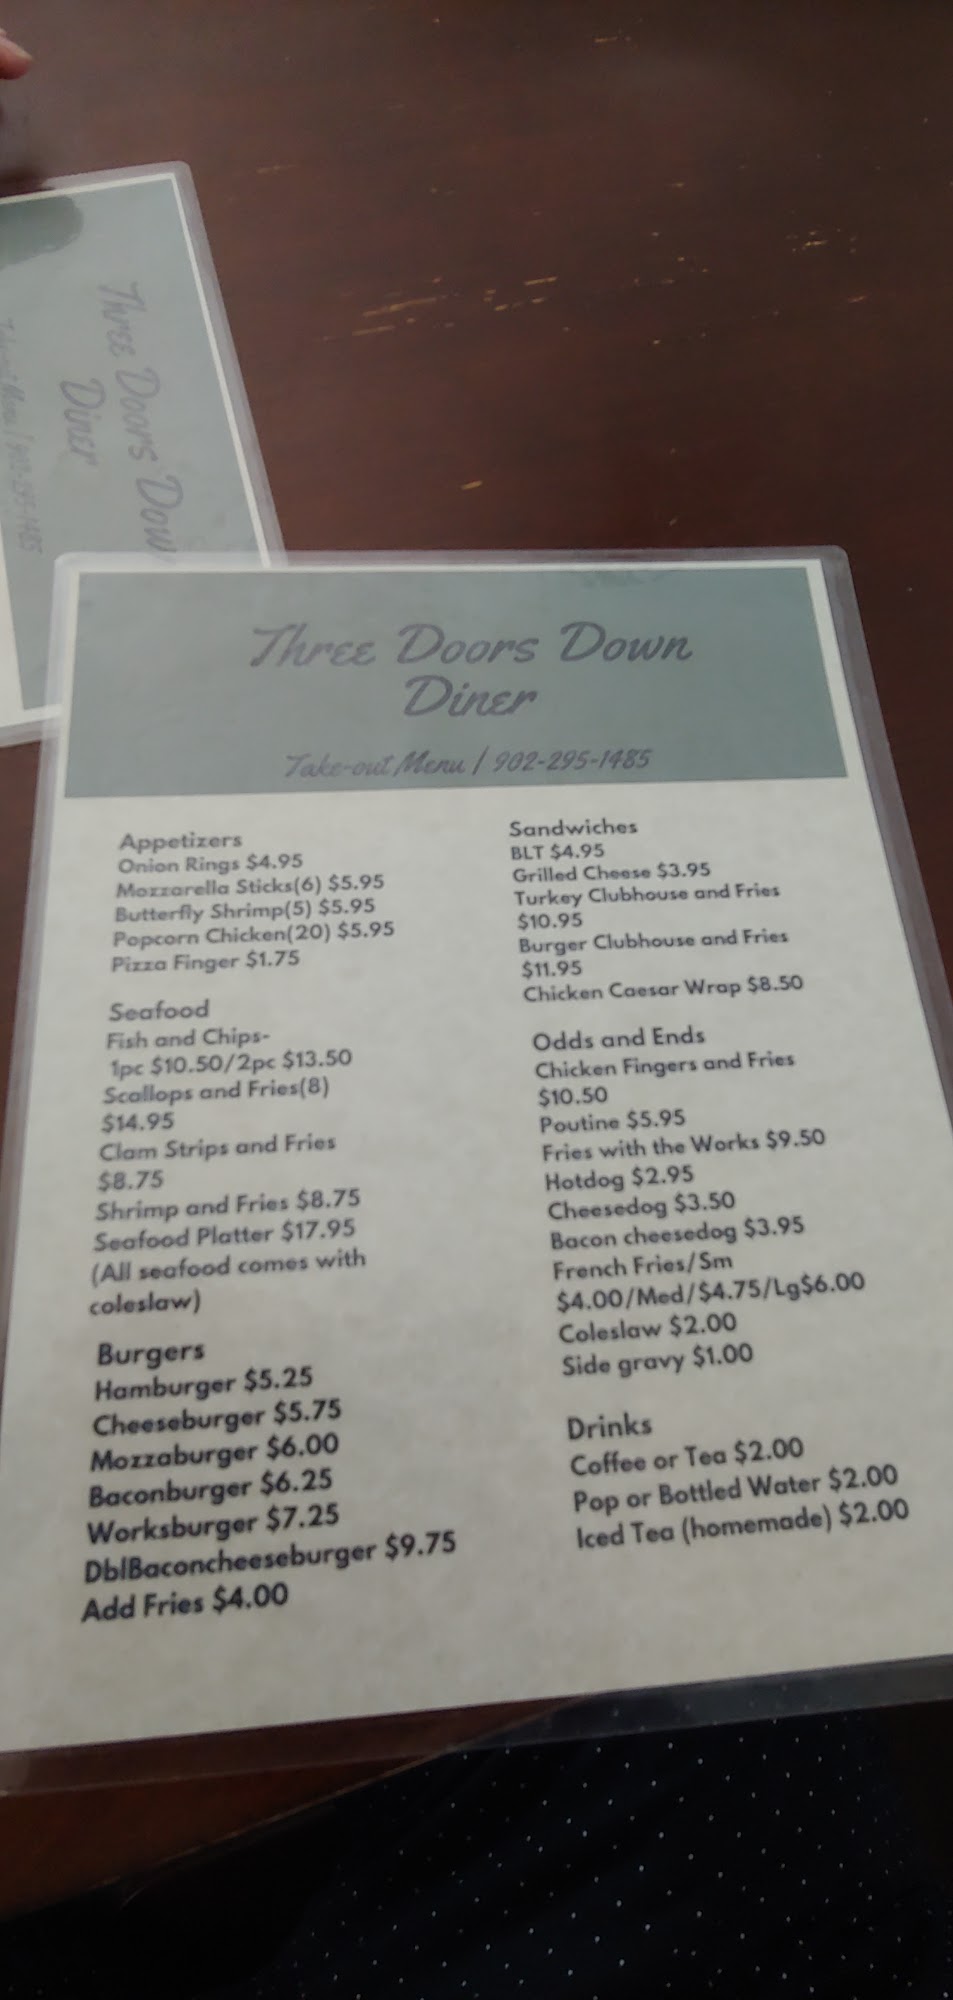 Three Doors Dow
Diner
Take-out Menu | 902-295-1485
Three Doors Down
Diner
Take-out Menu | 902-295-1485
Appetizers
Onion Rings $4.95
Mozzarella Sticks(6) $5.95
Butterfly Shrimp(5) $5.95
Popcorn Chicken(20) $5.95
Pizza Finger $1.75
Seafood
Fish and Chips-
1pc $10.50/2pc $13.50
Scallops and Fries(8)
$14.95
Clam Strips and Fries
$8.75
Shrimp and Fries $8.75
Seafood Platter $17.95
(All seafood comes with
coleslaw)
Burgers
Hamburger $5.25
Cheeseburger $5.75
Mozzaburger $6.00
Baconburger $6.25
Worksburger $7.25
DblBaconcheeseburger $9.75
Add Fries $4.00
Sandwiches
BLT $4.95
Grilled Cheese $3.95
Turkey Clubhouse and Fries
$10.95
Burger Clubhouse and Fries
$11.95
Chicken Caesar Wrap $8.50
Odds and Ends
Chicken Fingers and Fries
$10.50
Poutine $5.95
Fries with the Works $9.50
Hotdog $2.95
Cheesedog $3.50
Bacon cheesedog $3.95
French Fries/Sm
$4.00/Med/$4.75/Lg$6.00
Coleslaw $2.00
Side gravy $1.00
Drinks
Coffee or Tea $2.00
Pop or Bottled Water $2.00
Iced Tea (homemade) $2.00